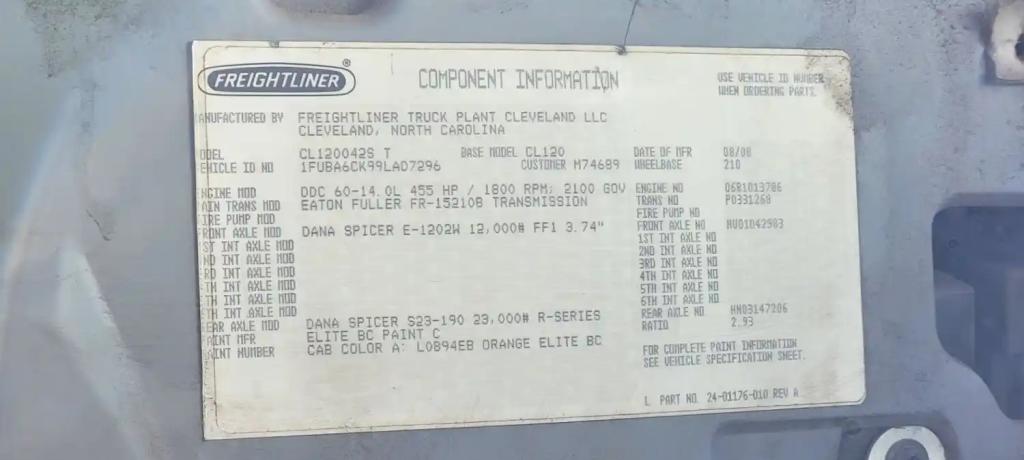 FREIGHTLINER ®
COMPONENT INFORMATION
USE VEHICLE ID NUMBER
WHEN ORDERING PARTS.
ANUFACTURED BY FREIGHTLINER TRUCK PLANT CLEVELAND LLC
CLEVELAND, NORTH CAROLINA
ODEL CL120042S T BASE MODEL CL120 DATE OF MFR 08/08
EHICLE ID NO 1FUBA6CK99LAD7296 CUSTOMER M74689 WHEELBASE 210
ENGINE MOD DDC 60-14.0L 455 HP / 1800 RPM; 2100 GOV ENGINE NO 06R1013786
AIN TRANS MOD EATON FULLER FR-15210B TRANSMISSION TRANS NO P0331268
FIRE PUMP MOD FIRE PUMP NO
FRONT AXLE MOD DANA SPICER E-1202W 12,000# FF1 3.74" FRONT AXLE NO NU01042983
ST INT AXLE MOD 1ST INT AXLE NO
ND INT AXLE MOD 2ND INT AXLE NO
RD INT AXLE MOD 3RD INT AXLE NO
TH INT AXLE MOD 4TH INT AXLE NO
TH INT AXLE MOD 5TH INT AXLE NO
TH INT AXLE MOD 6TH INT AXLE NO
EAR AXLE MOD DANA SPICER S23-190 23,000# R-SERIES REAR AXLE NO HN03147206
AINT MFR ELITE BC PAINT C RATIO 2.93
AINT NUMBER CAB COLOR A: L0894EB ORANGE ELITE BC
FOR COMPLETE PAINT INFORMATION
SEE VEHICLE SPECIFICATION SHEET.
L PART NO. 24-01176-010 REV A